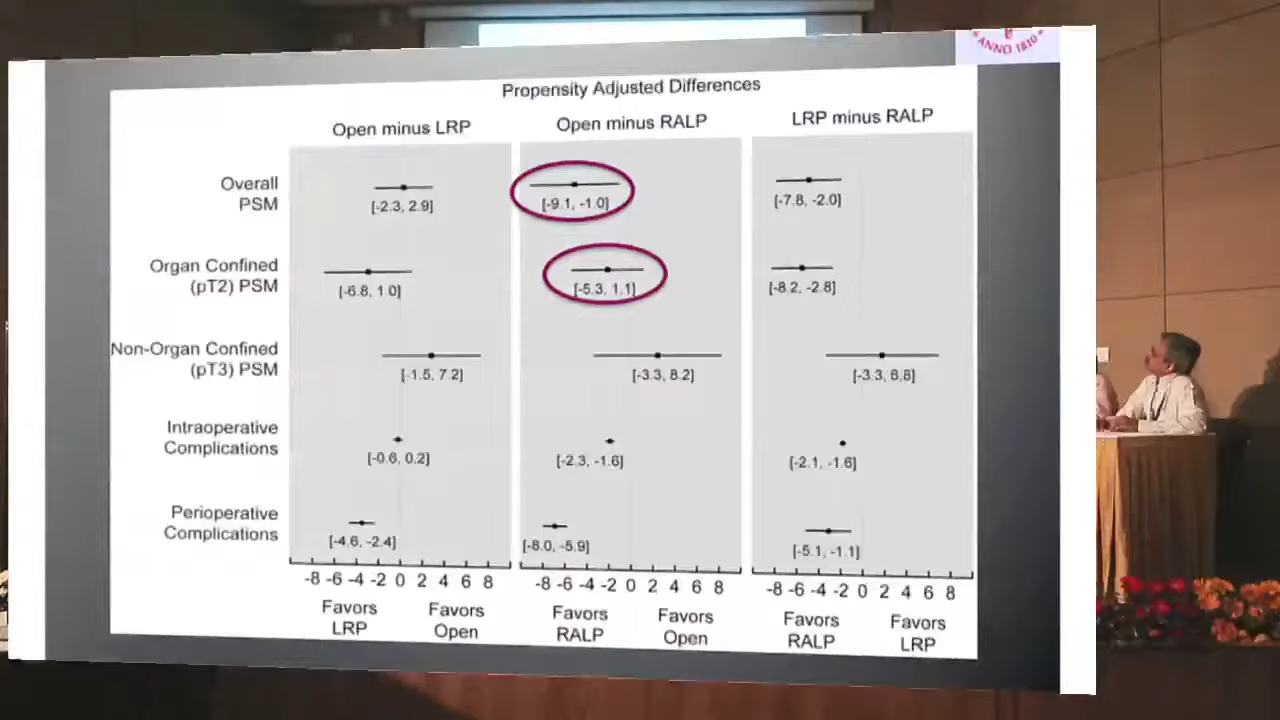 ANNO 1810
Propensity Adjusted Differences
Open minus LRP
Open minus RALP
LRP minus RALP
Overall
PSM
[-2.3, 2.9]
[-9.1, -1.0]
[-7.8, -2.0]
Organ Confined
(pT2) PSM
[-6.8, 1.0]
[-5.3, 1.1]
[-8.2, -2.8]
Non-Organ Confined
(pT3) PSM
[-1.5, 7.2]
[-3.3, 8.2]
[-3.3, 8.8]
Intraoperative
Complications
[-0.6, 0.2]
[-2.3, -1.6]
[-2.1, -1.6]
Perioperative
Complications
[-4.6, -2.4]
[-8.0, -5.9]
[-5.1, -1.1]
-8 -6 -4 -2 0 2 4 6 8
-8 -6 -4 -2 0 2 4 6 8
-8 -6 -4 -2 0 2 4 6 8
Favors
LRP
Favors
Open
Favors
RALP
Favors
Open
Favors
RALP
Favors
LRP